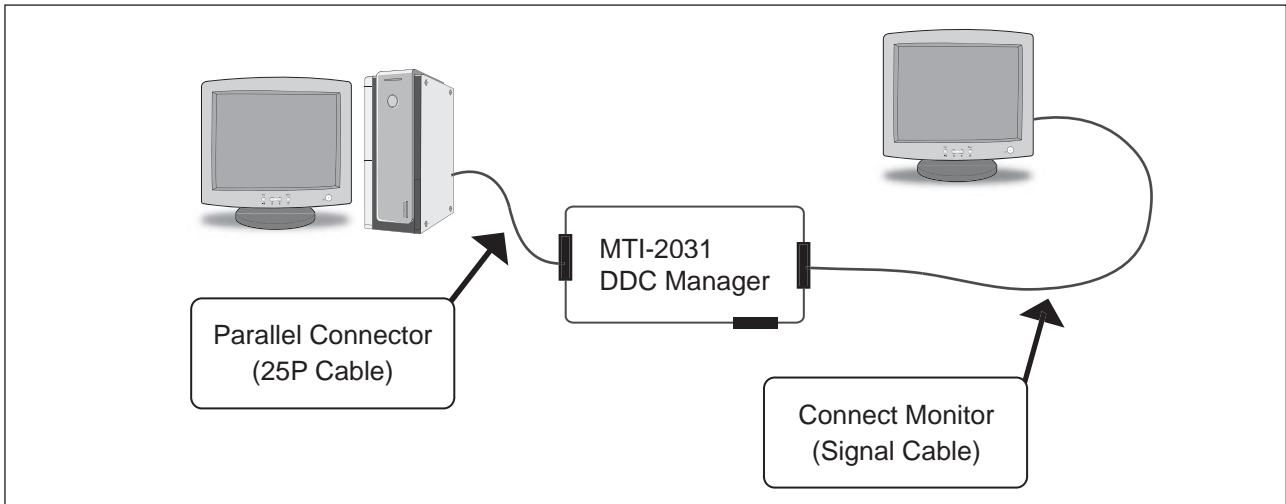 MTI-2031
DDC Manager
Parallel Connector
(25P Cable)
Connect Monitor
(Signal Cable)